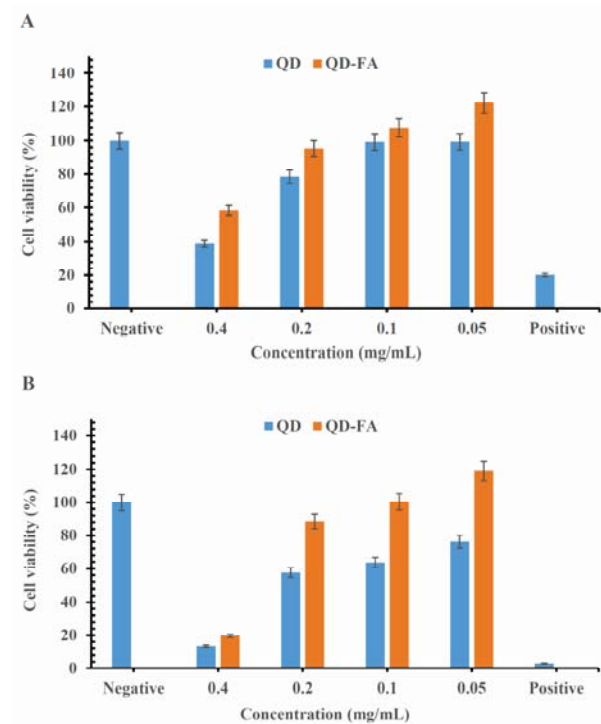 A
QD QD-FA
140
120
100
80
60
40
20
0
Cell viability (%)
Negative 0.4 0.2 0.1 0.05 Positive
Concentration (mg/mL)
B
QD QD-FA
140
120
100
80
60
40
20
0
Cell viability (%)
Negative 0.4 0.2 0.1 0.05 Positive
Concentration (mg/mL)